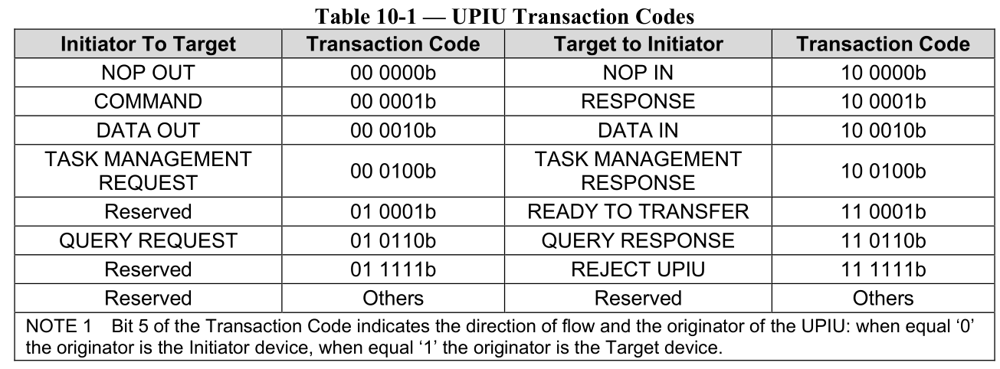 Table 10-1 — UPIU Transaction Codes
Initiator To Target Transaction Code Target to Initiator Transaction Code
NOP OUT 00 0000b NOP IN 10 0000b
COMMAND 00 0001b RESPONSE 10 0001b
DATA OUT 00 0010b DATA IN 10 0010b
TASK MANAGEMENT
REQUEST 00 0100b TASK MANAGEMENT
RESPONSE 10 0100b
Reserved 01 0001b READY TO TRANSFER 11 0001b
QUERY REQUEST 01 0110b QUERY RESPONSE 11 0110b
Reserved 01 1111b REJECT UPIU 11 1111b
Reserved Others Reserved Others
NOTE 1 Bit 5 of the Transaction Code indicates the direction of flow and the originator of the UPIU: when equal ‘0’
the originator is the Initiator device, when equal ‘1’ the originator is the Target device.